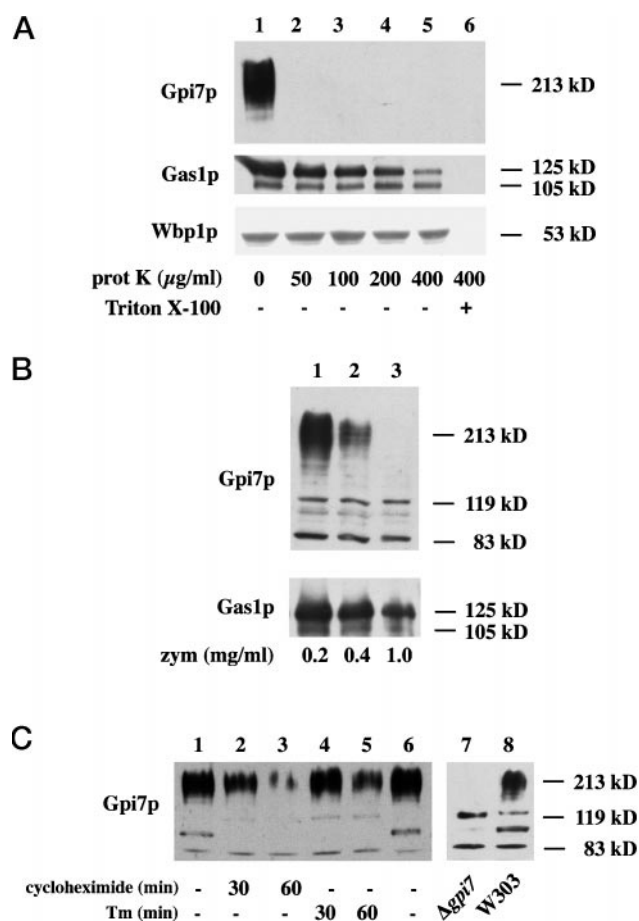 A
1 2 3 4 5 6
Gpi7p
213 kD
Gas1p
125 kD
105 kD
Wbp1p
53 kD
prot K (µg/ml) 0 50 100 200 400 400
Triton X-100 - - - - - +
B
1 2 3
Gpi7p
213 kD
119 kD
83 kD
Gas1p
125 kD
105 kD
zym (mg/ml) 0.2 0.4 1.0
C
1 2 3 4 5 6 7 8
Gpi7p
213 kD
119 kD
83 kD
cycloheximide (min) - 30 60 - - -
Tm (min) - - - 30 60 -
Δgpi7
W303